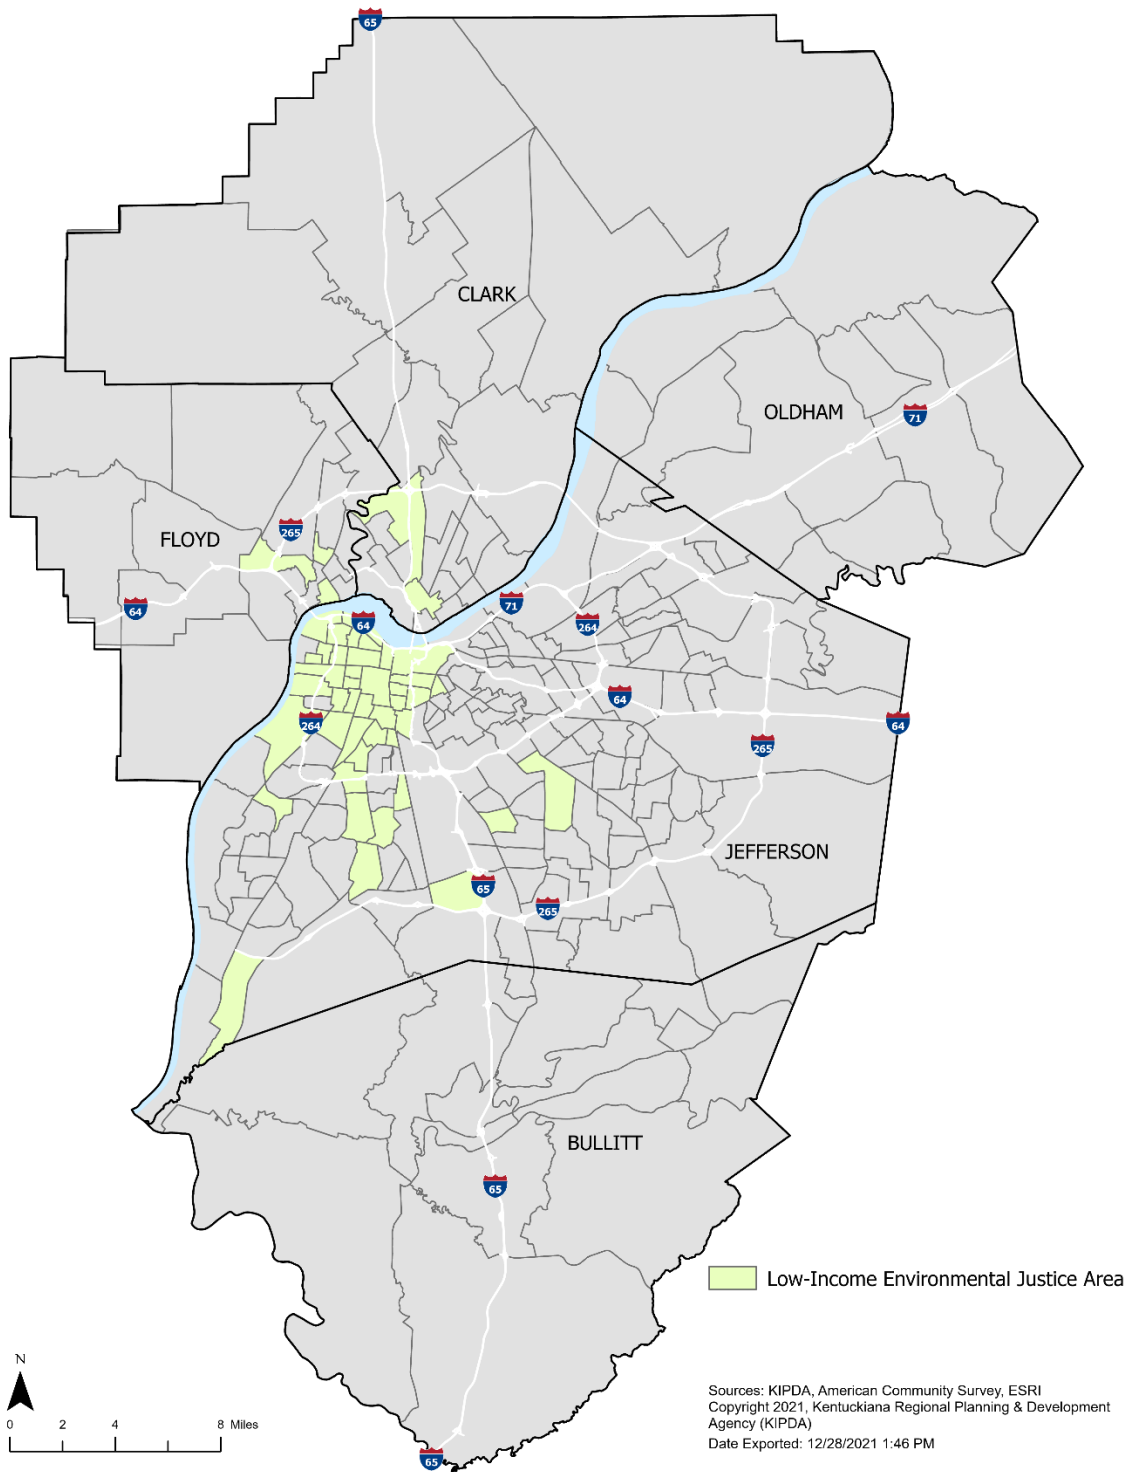 65
CLARK
OLDHAM
71
FLOYD
265
64
64
71
264
64
264
64
265
JEFFERSON
65
265
BULLITT
65
Low-Income Environmental Justice Area
N
0 2 4 8 Miles
Sources: KIPDA, American Community Survey, ESRI
Copyright 2021, Kentuckiana Regional Planning & Development
Agency (KIPDA)
Date Exported: 12/28/2021 1:46 PM
65